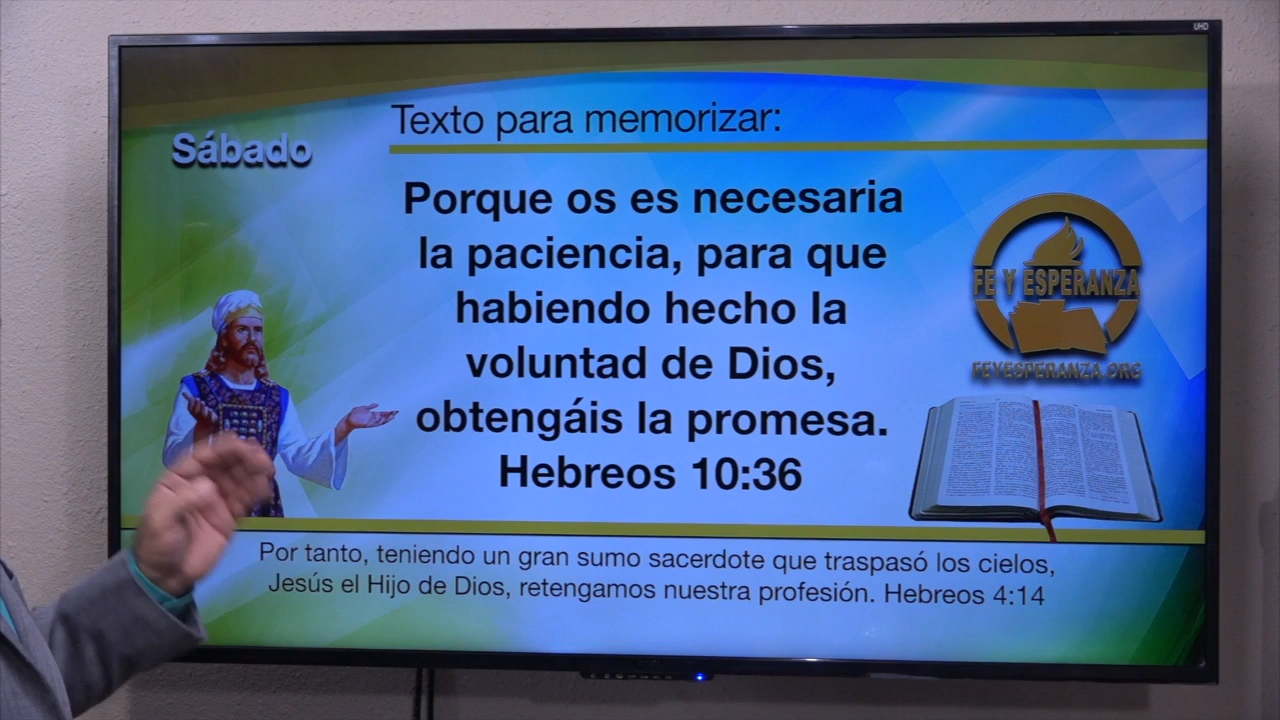 UHD
Texto para memorizar:
Sábado
Porque os es necesaria
la paciencia, para que
habiendo hecho la
voluntad de Dios,
obtengáis la promesa.
Hebreos 10:36
FE Y ESPERANZA
FEYESPERANZA.ORG
Por tanto, teniendo un gran sumo sacerdote que traspasó los cielos,
Jesús el Hijo de Dios, retengamos nuestra profesión. Hebreos 4:14